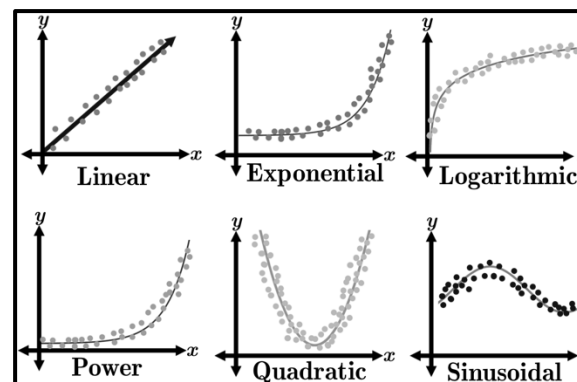 y
x
Linear
y
x
Exponential
y
x
Logarithmic
y
x
Power
y
x
Quadratic
y
x
Sinusoidal